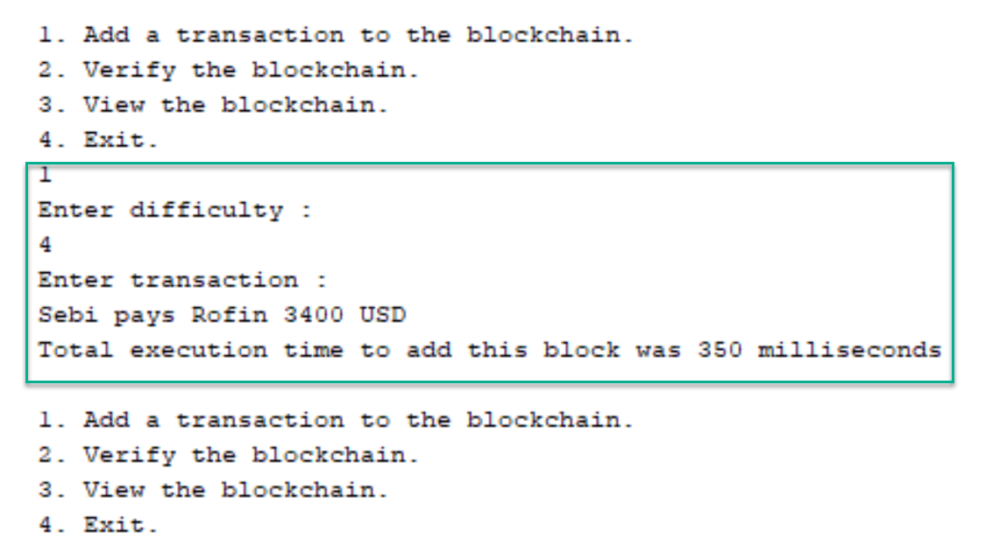 1. Add a transaction to the blockchain.
2. Verify the blockchain.
3. View the blockchain.
4. Exit.
1
Enter difficulty :
4
Enter transaction :
Sebi pays Rofin 3400 USD
Total execution time to add this block was 350 milliseconds
1. Add a transaction to the blockchain.
2. Verify the blockchain.
3. View the blockchain.
4. Exit.